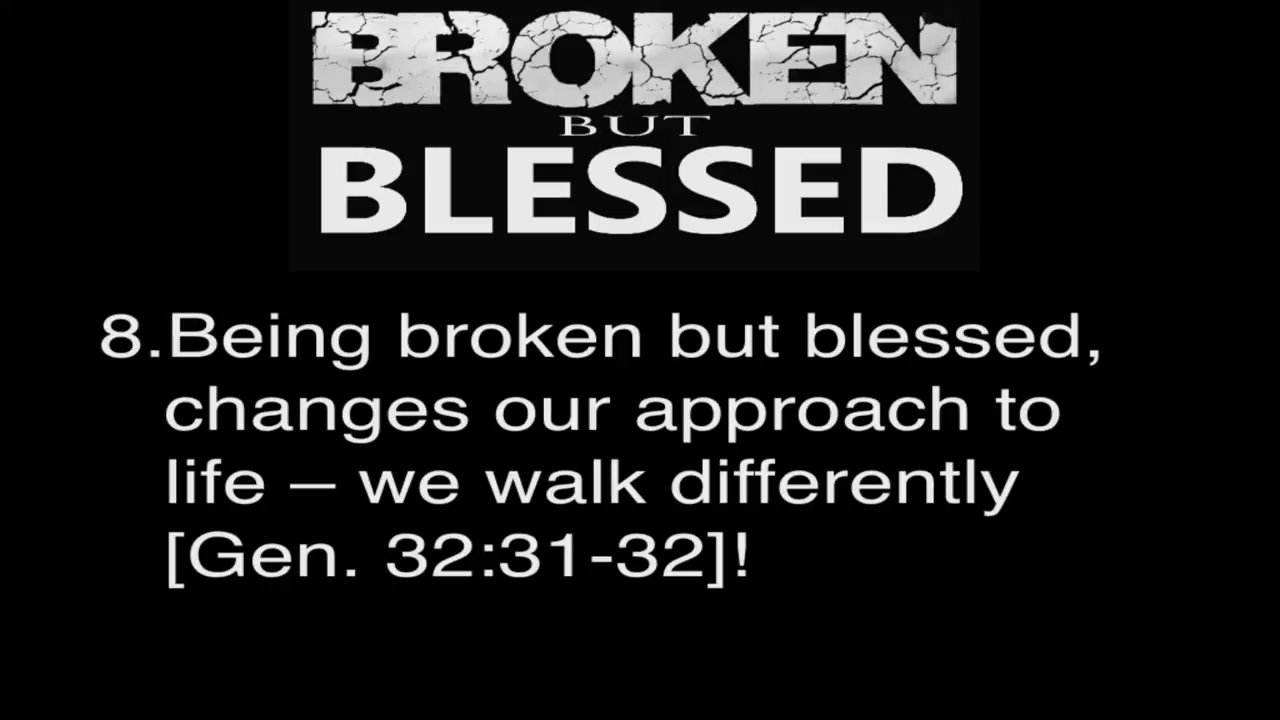 BROKEN
BUT
BLESSED
8.Being broken but blessed,
changes our approach to
life – we walk differently
[Gen. 32:31-32]!